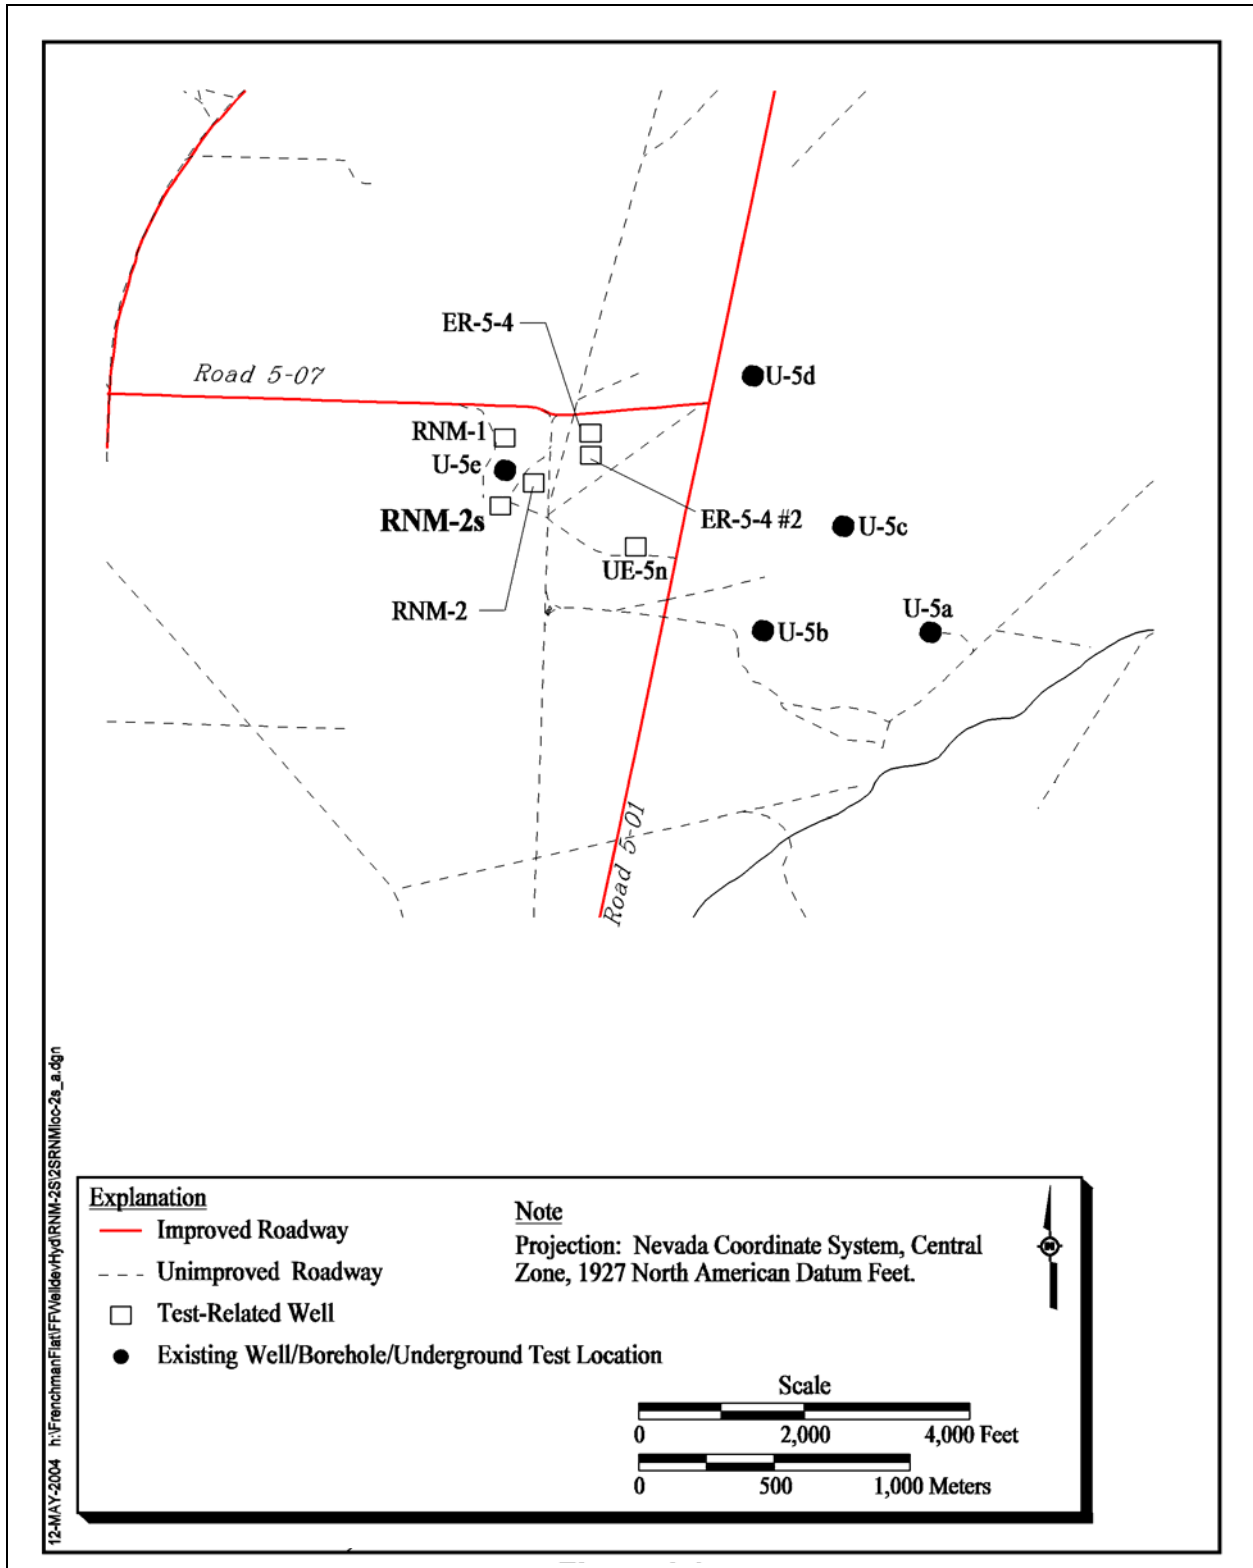 ER-5-4
Road 5-07
U-5d
RNM-1
U-5e
RNM-2s
ER-5-4 #2
U-5c
UE-5n
RNM-2
U-5a
U-5b
Road 5-01
12-MAY-2004 h:\FrenchmanFlat\FFWelldevHyd\RNM-2S\2SRNMloc-2s_a.dgn
Explanation
Improved Roadway
Unimproved Roadway
Test-Related Well
Existing Well/Borehole/Underground Test Location
Note
Projection: Nevada Coordinate System, Central
Zone, 1927 North American Datum Feet.
N
Scale
0 2,000 4,000 Feet
0 500 1,000 Meters